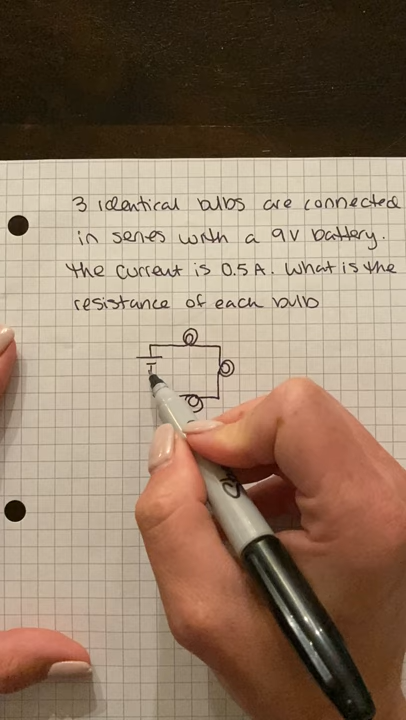 3 identical bulbs are connected
in series with a 9V battery.
the current is 0.5A. What is the
resistance of each bulb